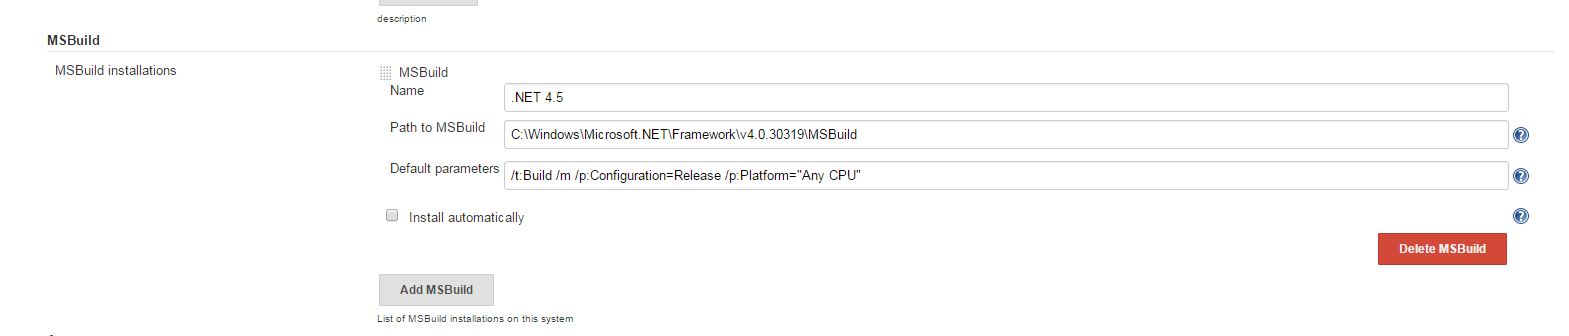 description
MSBuild
MSBuild installations
MSBuild
Name
.NET 4.5
Path to MSBuild
C:\Windows\Microsoft.NET\Framework\v4.0.30319\MSBuild
?
Default parameters
/t:Build /m /p:Configuration=Release /p:Platform="Any CPU"
?
Install automatically
?
Delete MSBuild
Add MSBuild
List of MSBuild installations on this system